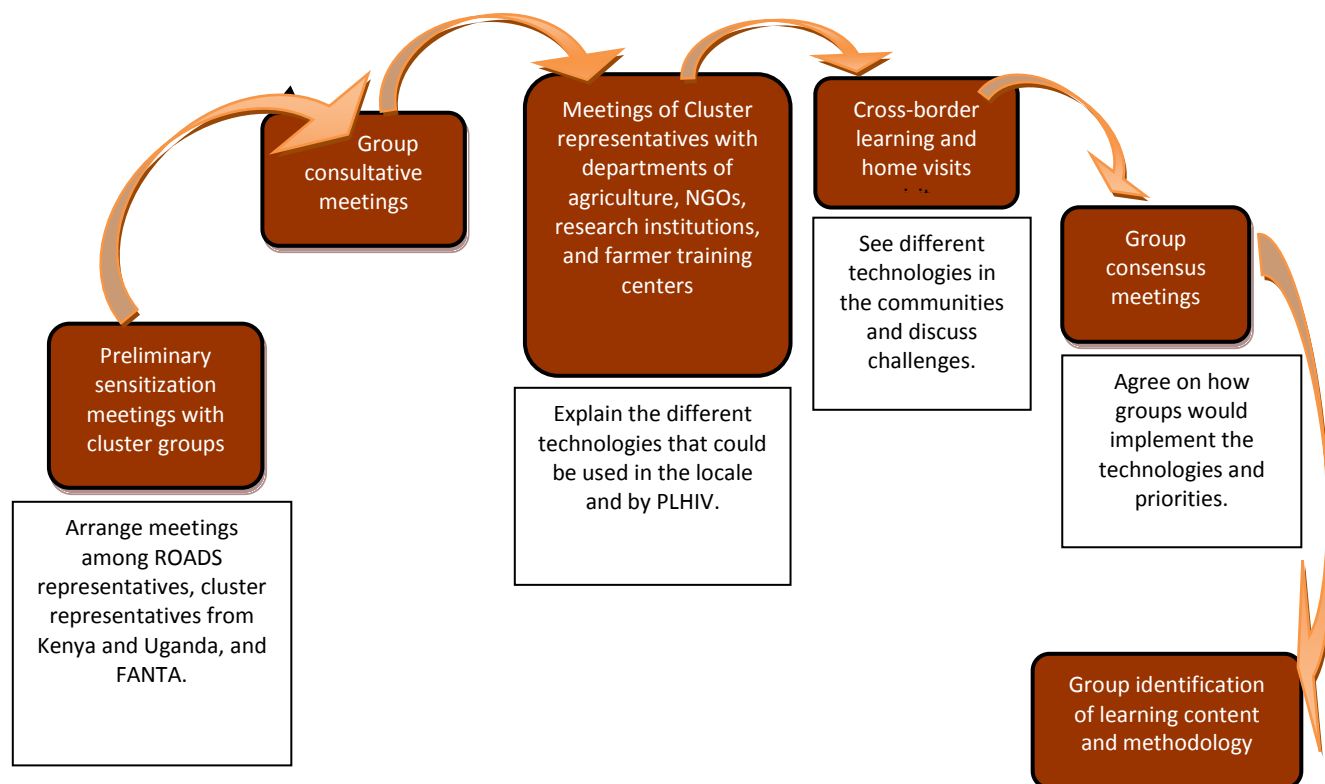 Preliminary
sensitization
meetings with
cluster groups
Arrange meetings
among ROADS
representatives, cluster
representatives from
Kenya and Uganda, and
FANTA.
Group
consultative
meetings
Meetings of Cluster
representatives with
departments of
agriculture, NGOs,
research institutions,
and farmer training
centers
Explain the different
technologies that could
be used in the locale
and by PLHIV.
Cross-border
learning and
home visits
See different
technologies in
the communities
and discuss
challenges.
Group
consensus
meetings
Agree on how
groups would
implement the
technologies and
priorities.
Group identification
of learning content
and methodology